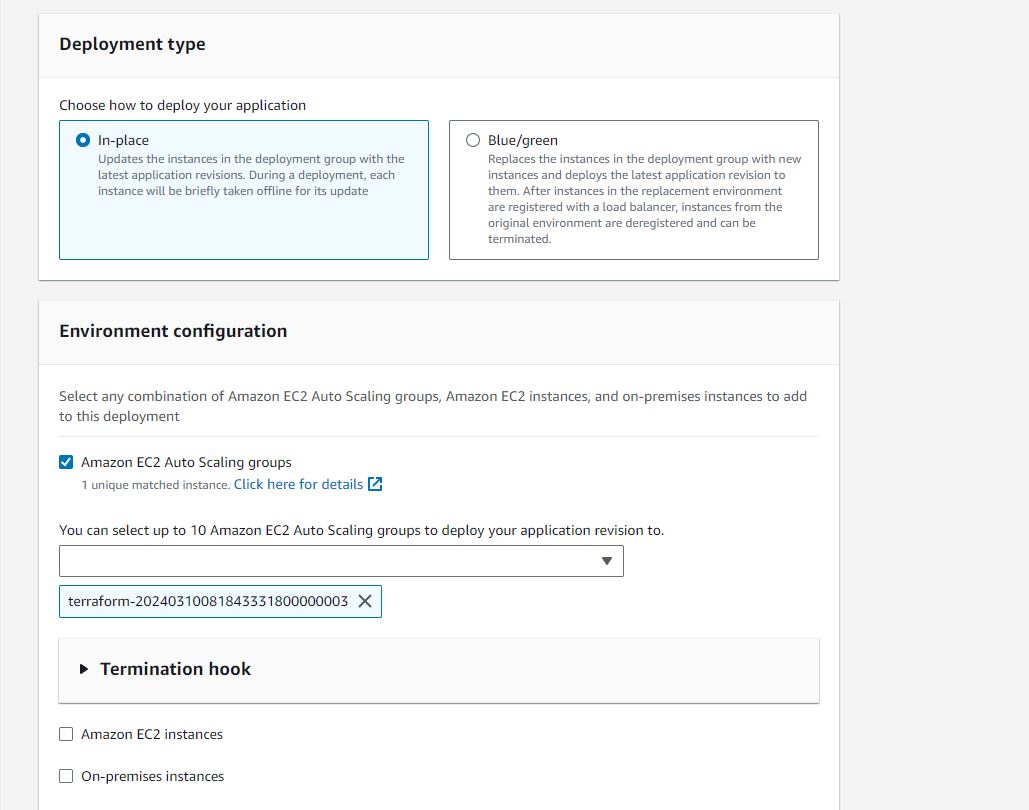 Deployment type
Choose how to deploy your application
In-place
Updates the instances in the deployment group with the
latest application revisions. During a deployment, each
instance will be briefly taken offline for its update
Blue/green
Replaces the instances in the deployment group with new
instances and deploys the latest application revision to
them. After instances in the replacement environment
are registered with a load balancer, instances from the
original environment are deregistered and can be
terminated.
Environment configuration
Select any combination of Amazon EC2 Auto Scaling groups, Amazon EC2 instances, and on-premises instances to add
to this deployment
Amazon EC2 Auto Scaling groups
1 unique matched instance. Click here for details
You can select up to 10 Amazon EC2 Auto Scaling groups to deploy your application revision to.
terraform-20240310081843331800000003
Termination hook
Amazon EC2 instances
On-premises instances